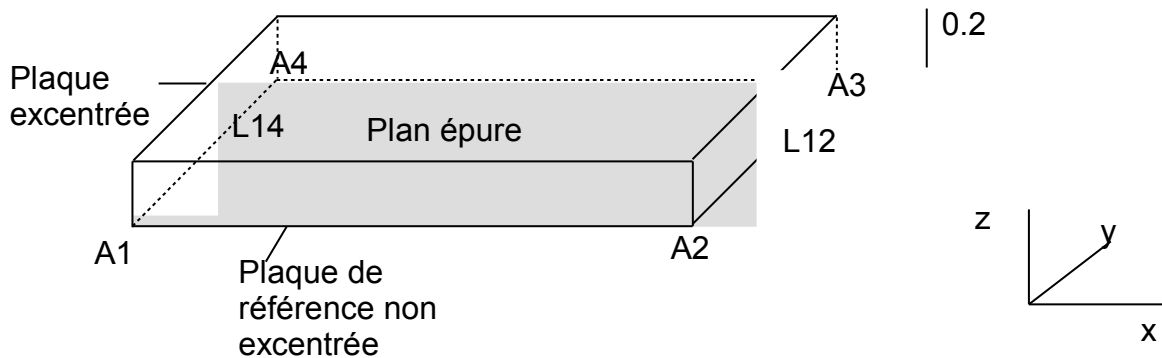 0.2
Plaque
excentrée
A4
A3
L14
Plan épure
L12
A1
A2
Plaque de
référence non
excentrée
z
y
x